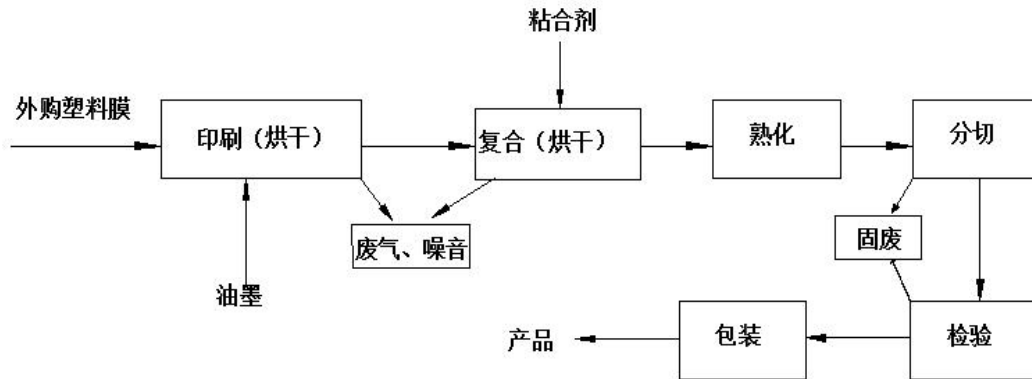 粘合剂
外购塑料膜
印刷（烘干）
复合（烘干）
熟化
分切
废气、噪音
固废
油墨
产品
包装
检验